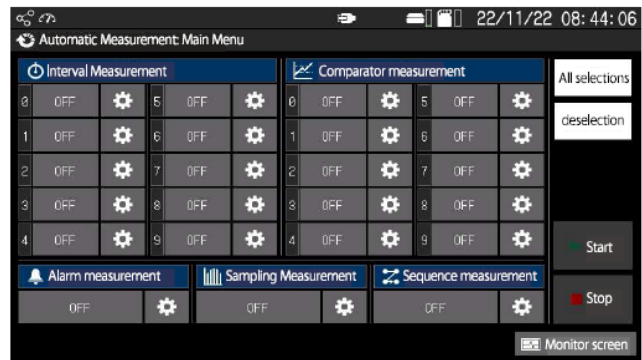 22/11/22 08:44:06
Automatic Measurement: Main Menu
Interval Measurement
Comparator measurement
All selections
0 OFF 5 OFF 0 OFF 5 OFF
deselection
1 OFF 6 OFF 1 OFF 6 OFF
2 OFF 7 OFF 2 OFF 7 OFF
3 OFF 8 OFF 3 OFF 8 OFF
4 OFF 9 OFF 4 OFF 9 OFF
Start
Alarm measurement
Sampling Measurement
Sequence measurement
OFF OFF OFF
Stop
Monitor screen